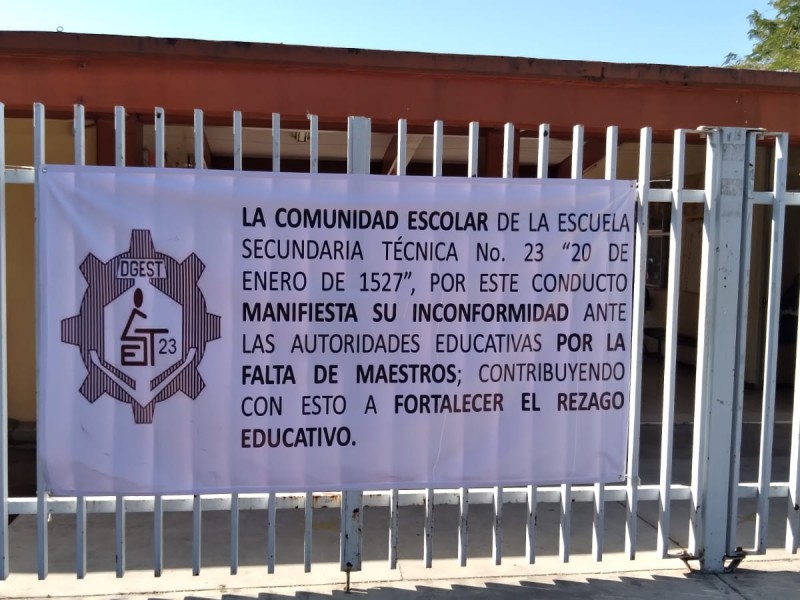 DGEST
ET 23
LA COMUNIDAD ESCOLAR DE LA ESCUELA
SECUNDARIA TÉCNICA No. 23 “20 DE
ENERO DE 1527”, POR ESTE CONDUCTO
MANIFIESTA SU INCONFORMIDAD ANTE
LAS AUTORIDADES EDUCATIVAS POR LA
FALTA DE MAESTROS; CONTRIBUYENDO
CON ESTO A FORTALECER EL REZAGO
EDUCATIVO.